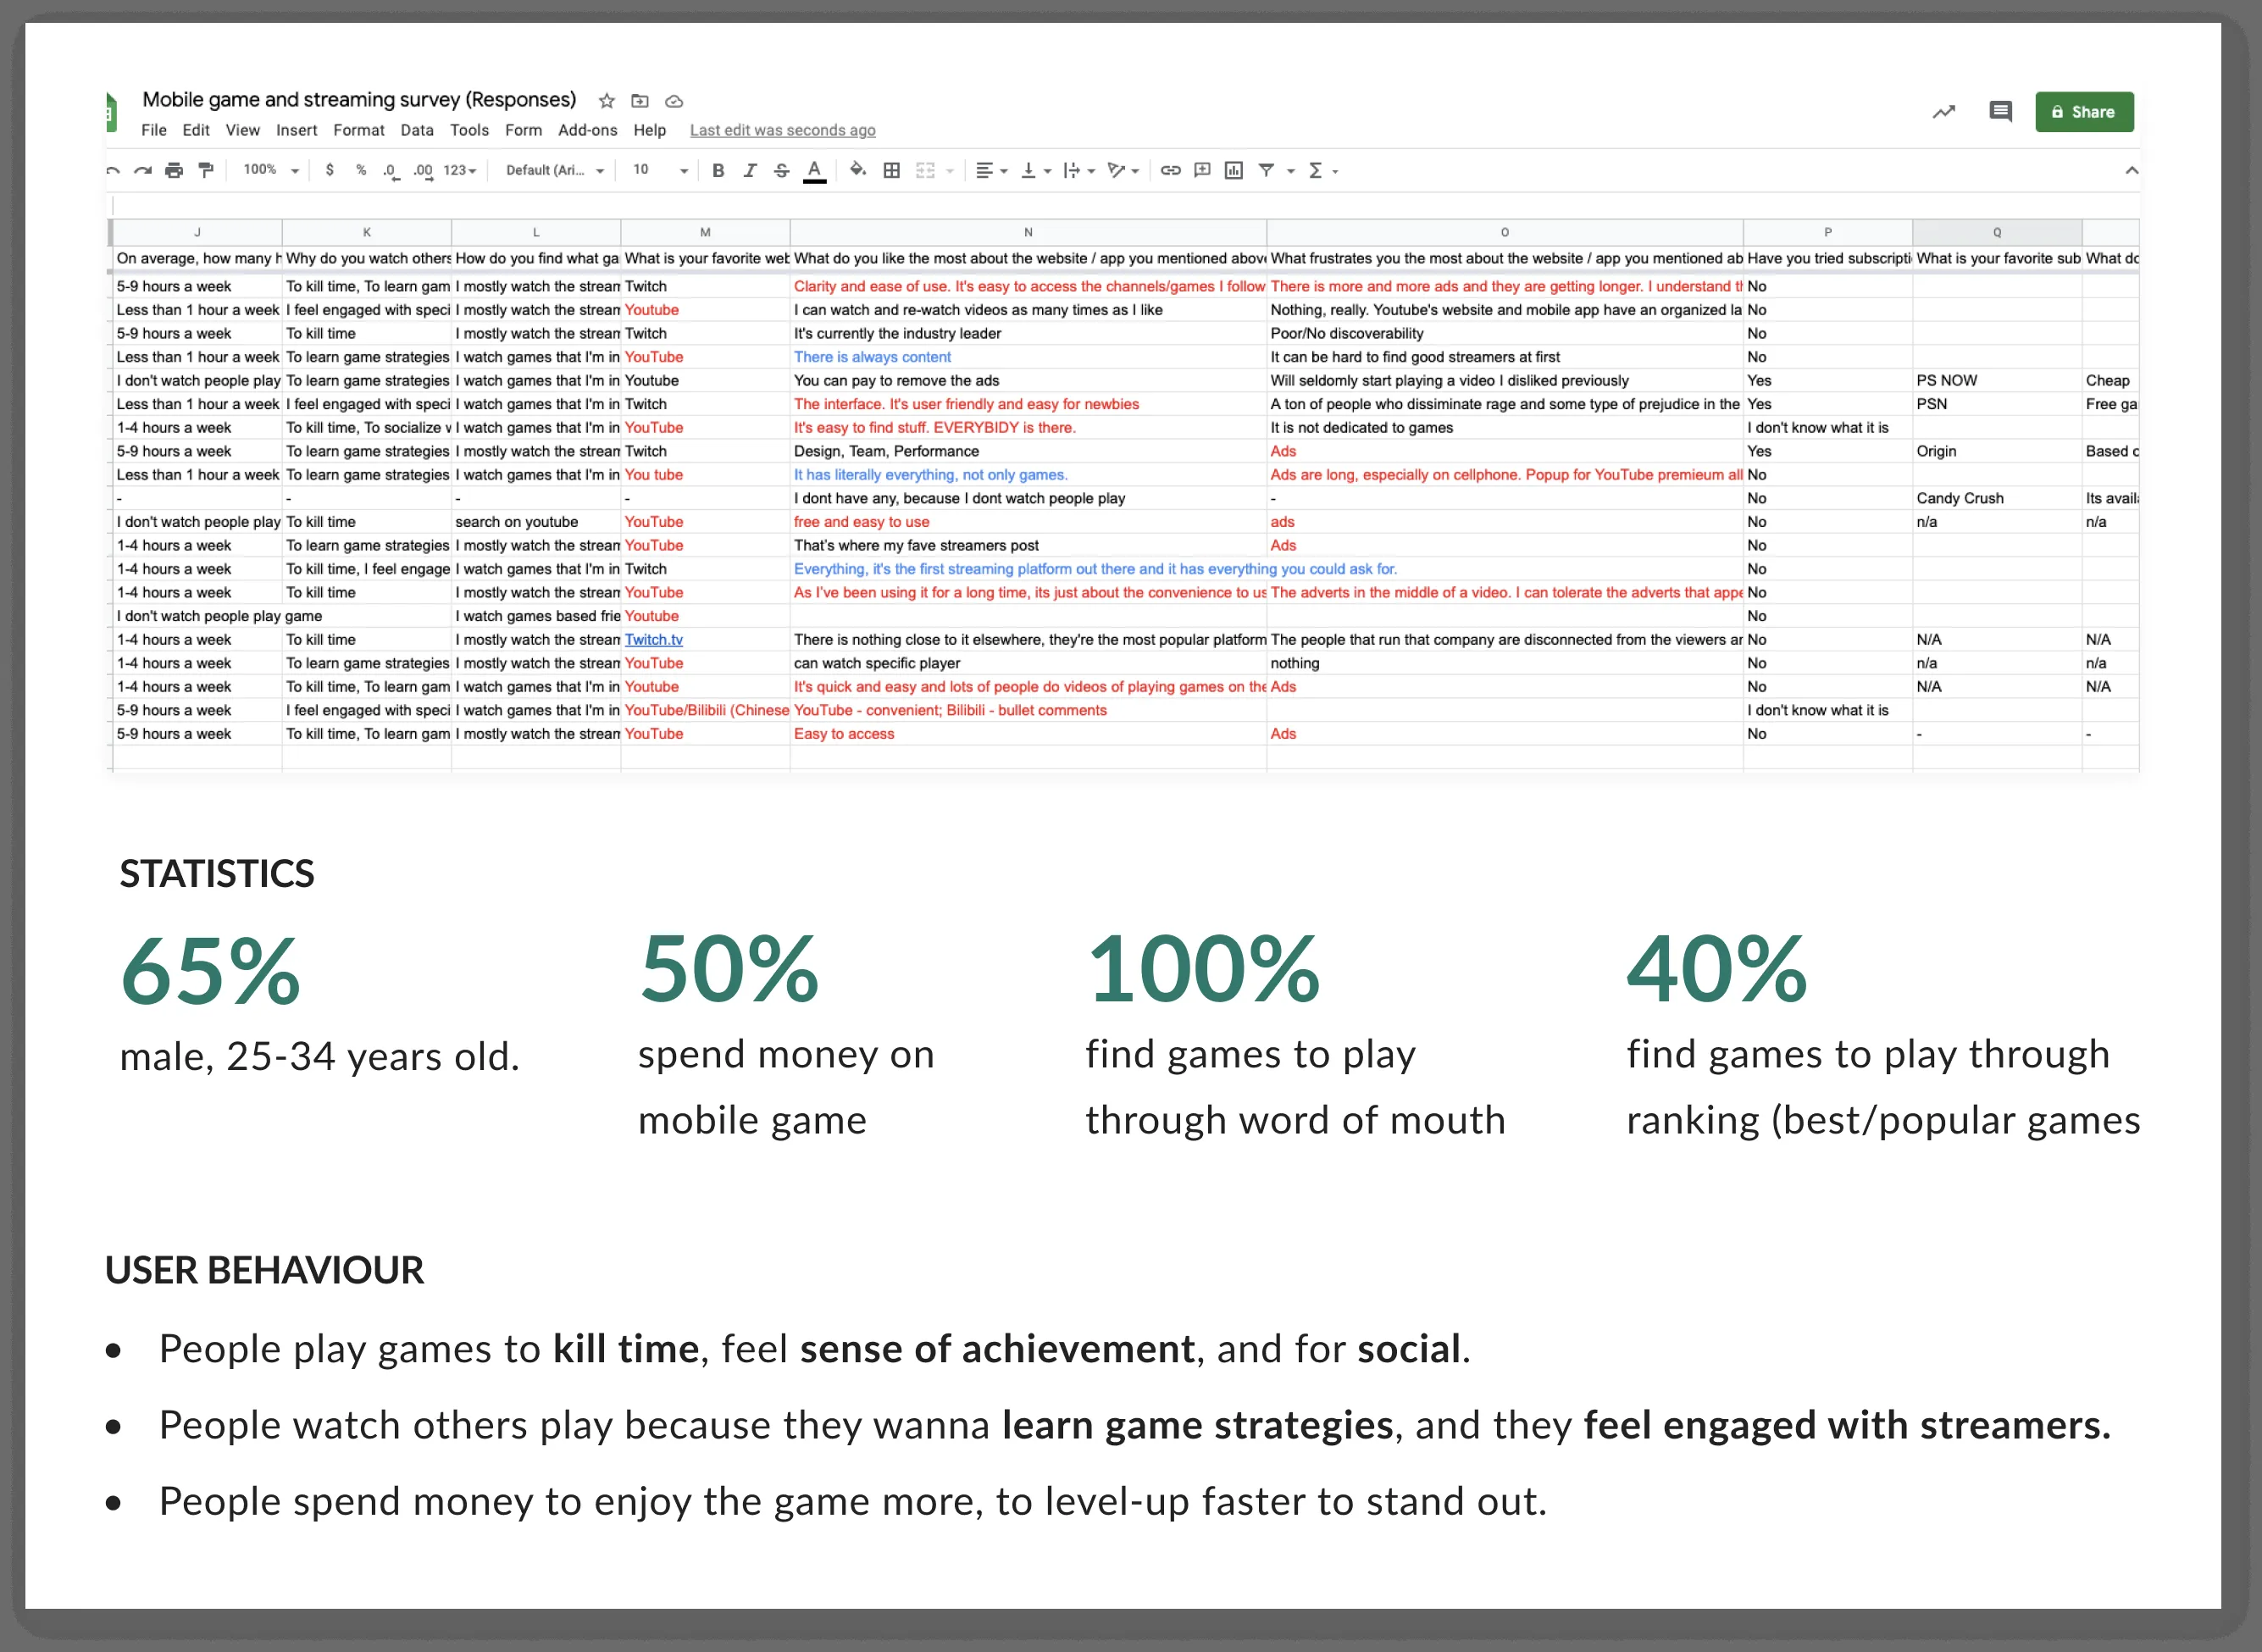 Mobile game and streaming survey (Responses)
Share
File Edit View Insert Format Data Tools Form Add-ons Help Last edit was seconds ago
100% $ % .0 .00 123 Default (Ari... 10 B I S A
J K L M N O P Q
On average, how many h Why do you watch others How do you find what ga What is your favorite web What do you like the most about the website / app you mentioned above What frustrates you the most about the website / app you mentioned ab Have you tried subscripti What is your favorite sub What do
5-9 hours a week To kill time, To learn gam I mostly watch the stream Twitch Clarity and ease of use. It's easy to access the channels/games I follow There is more and more ads and they are getting longer. I understand th No
Less than 1 hour a week I feel engaged with speci I mostly watch the stream Youtube I can watch and re-watch videos as many times as I like Nothing, really. Youtube's website and mobile app have an organized la No
5-9 hours a week To kill time I mostly watch the stream Twitch It's currently the industry leader Poor/No discoverability No
Less than 1 hour a week To learn game strategies I watch games that I'm in YouTube There is always content It can be hard to find good streamers at first No
I don't watch people play To learn game strategies I watch games that I'm in Youtube You can pay to remove the ads Will seldomly start playing a video I disliked previously Yes PS NOW Cheap
Less than 1 hour a week I feel engaged with speci I watch games that I'm in Twitch The interface. It's user friendly and easy for newbies A ton of people who dissiminate rage and some type of prejudice in the Yes PSN Free ga
1-4 hours a week To kill time, To socialize w I watch games that I'm in YouTube It's easy to find stuff. EVERYBIDY is there. It is not dedicated to games I don't know what it is
5-9 hours a week To learn game strategies I mostly watch the stream Twitch Design, Team, Performance Ads Yes Origin Based o
Less than 1 hour a week To learn game strategies I watch games that I'm in You tube It has literally everything, not only games. Ads are long, especially on cellphone. Popup for YouTube premieum all No
- - - - I dont have any, because I dont watch people play - No Candy Crush Its avail
I don't watch people play To kill time search on youtube YouTube free and easy to use ads No n/a n/a
1-4 hours a week To learn game strategies I mostly watch the stream YouTube That's where my fave streamers post Ads No
1-4 hours a week To kill time, I feel engage I watch games that I'm in Twitch Everything, it's the first streaming platform out there and it has everything you could ask for. No
1-4 hours a week To kill time I mostly watch the stream YouTube As I've been using it for a long time, its just about the convenience to us The adverts in the middle of a video. I can tolerate the adverts that appe No
I don't watch people play game I watch games based frie Youtube No
1-4 hours a week To kill time I mostly watch the stream Twitch.tv There is nothing close to it elsewhere, they're the most popular platform The people that run that company are disconnected from the viewers ar No N/A N/A
1-4 hours a week To learn game strategies I mostly watch the stream YouTube can watch specific player nothing No n/a n/a
1-4 hours a week To kill time, To learn gam I watch games that I'm in Youtube It's quick and easy and lots of people do videos of playing games on the Ads No N/A N/A
5-9 hours a week I feel engaged with speci I watch games that I'm in YouTube/Bilibili (Chinese YouTube - convenient; Bilibili - bullet comments I don't know what it is
5-9 hours a week To kill time, To learn gam I mostly watch the stream YouTube Easy to access Ads No - -
STATISTICS
65% 50% 100% 40%
male, 25-34 years old. spend money on find games to play find games to play through
mobile game through word of mouth ranking (best/popular games
USER BEHAVIOUR
• People play games to kill time, feel sense of achievement, and for social.
• People watch others play because they wanna learn game strategies, and they feel engaged with streamers.
• People spend money to enjoy the game more, to level-up faster to stand out.